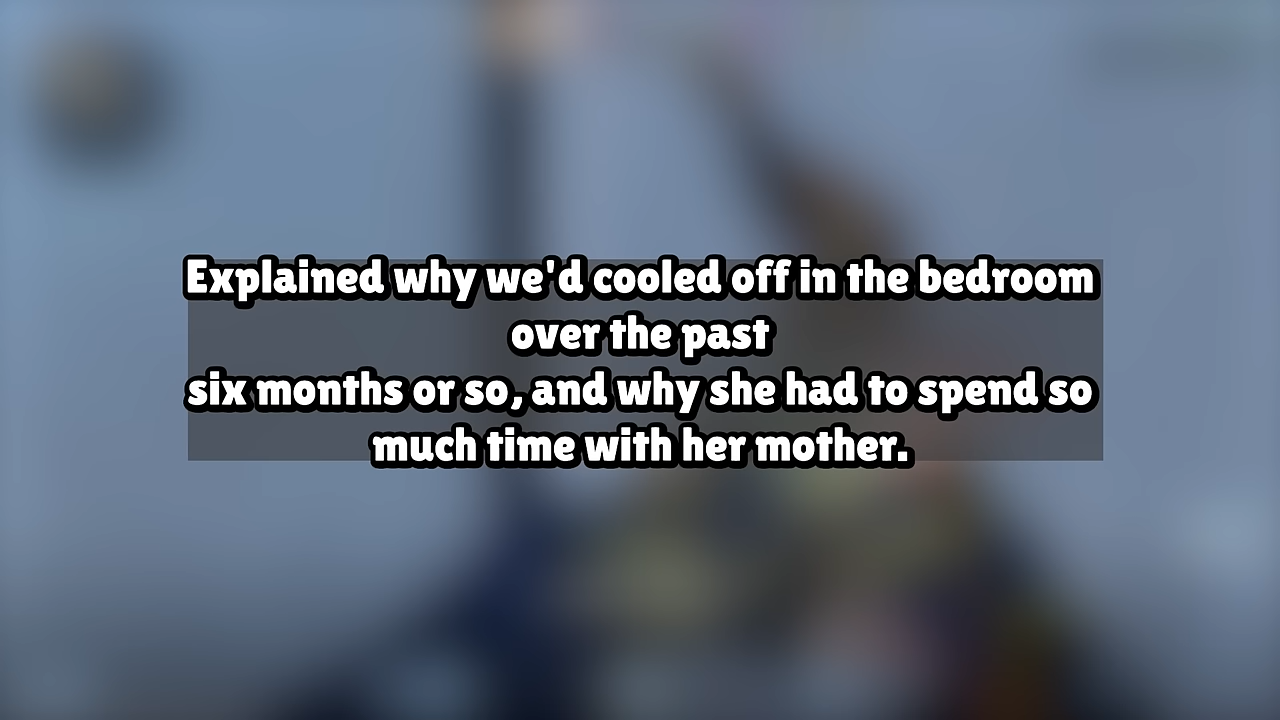 Explained why we'd cooled off in the bedroom
over the past
six months or so, and why she had to spend so
much time with her mother.